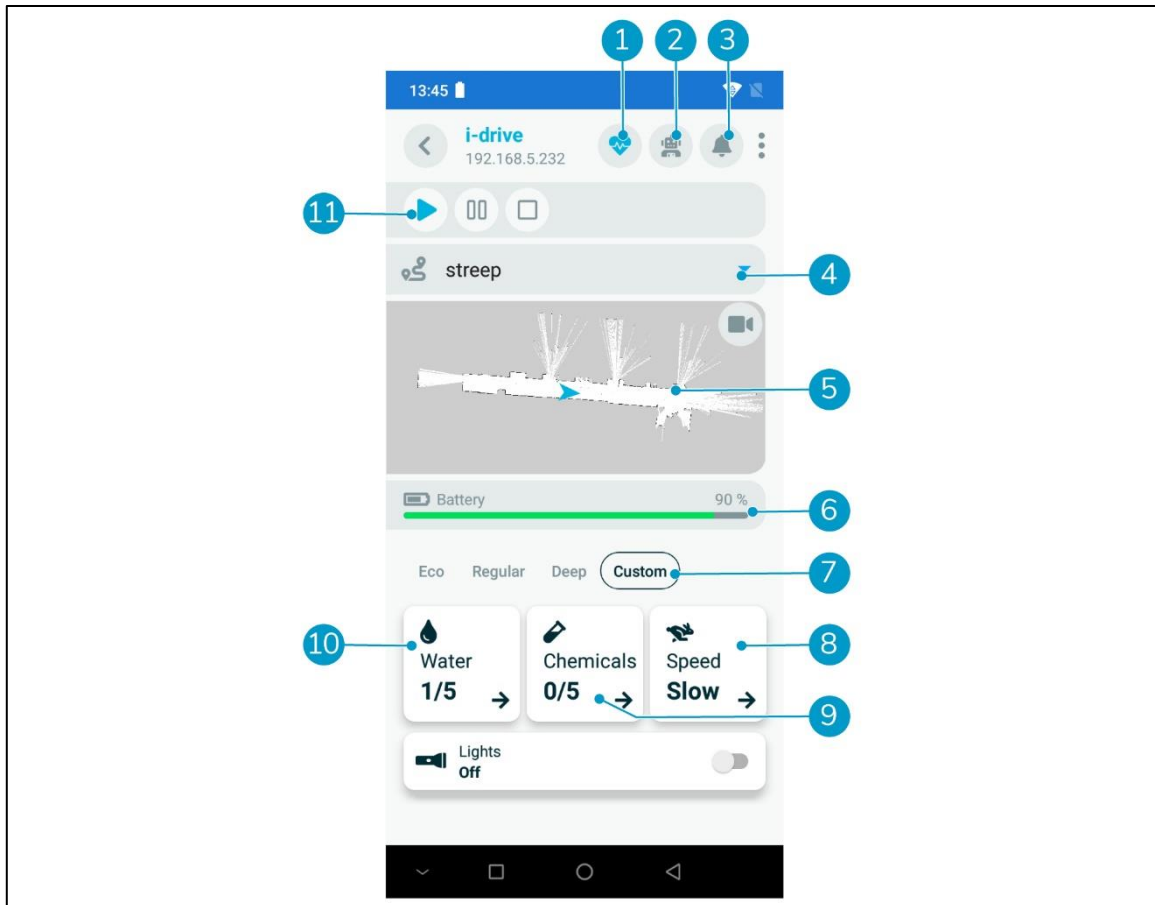 1 2 3
13:45
i-drive
192.168.5.232
11
streep
4
5
Battery 90 %
6
Eco Regular Deep Custom
7
10
Water
1/5
Chemicals
0/5
Speed
Slow
8
9
Lights
Off